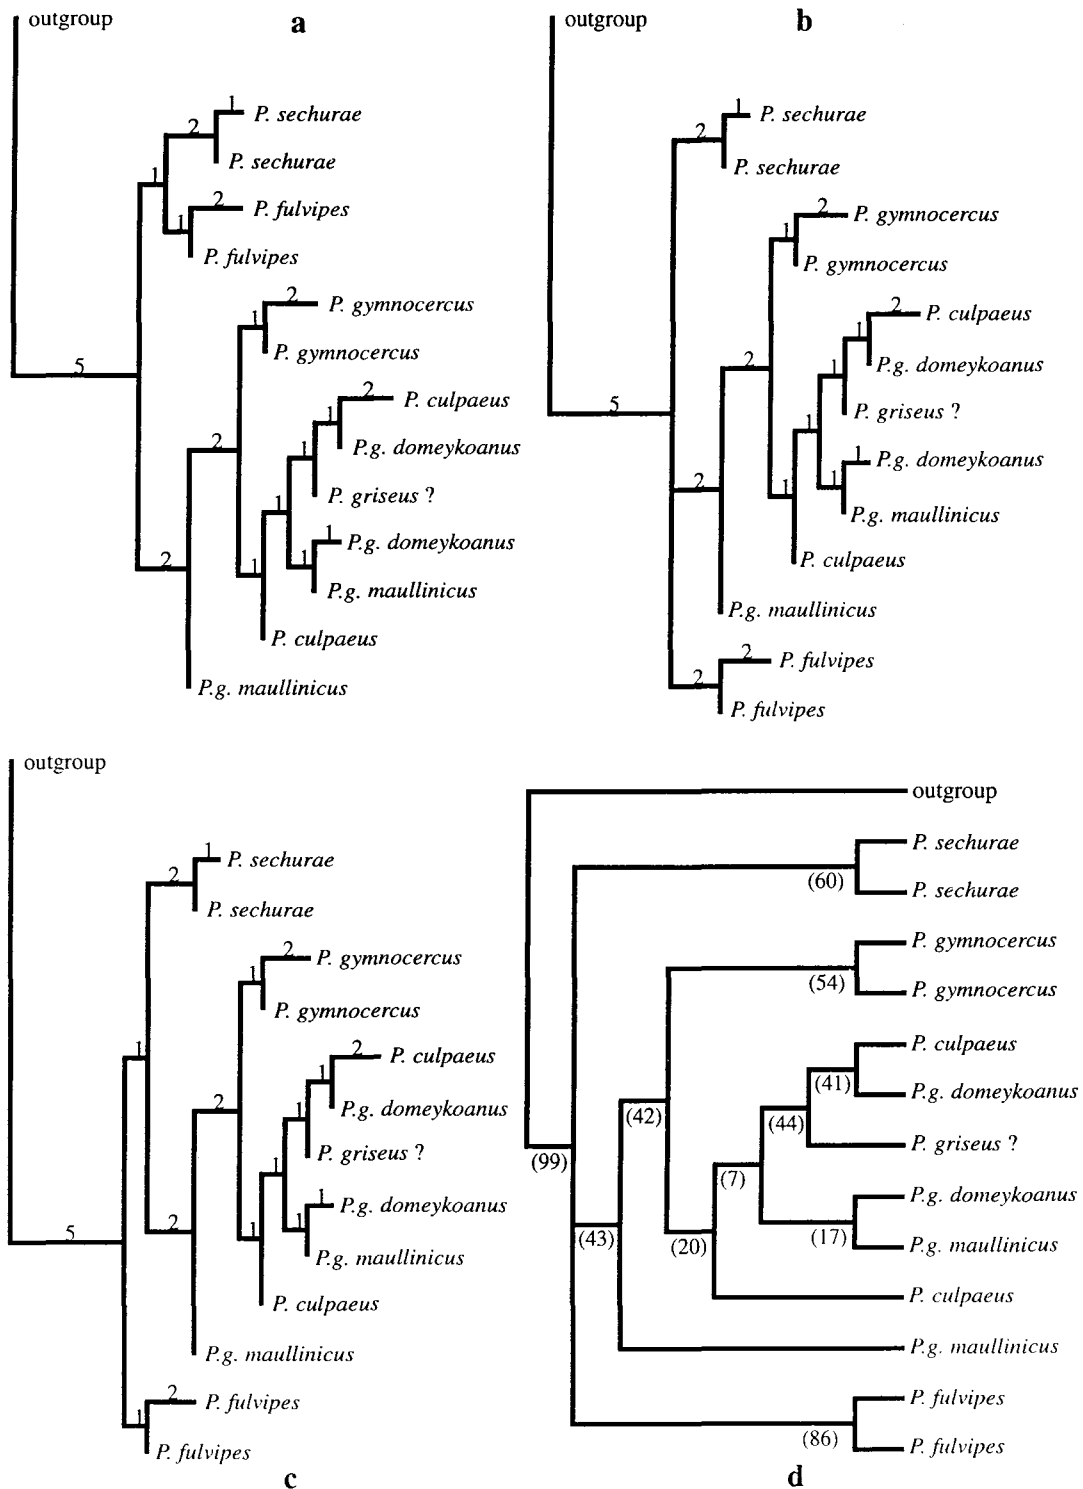 outgroup
a
1
P. sechurae
2
P. sechurae
1
2
P. fulvipes
1
P. fulvipes
2
P. gymnocercus
1
P. gymnocercus
5
2
P. culpaeus
1
P.g. domeykoanus
2
1
P. griseus ?
1
1
P.g. domeykoanus
2
1
1
P.g. maullinicus
P. culpaeus
P.g. maullinicus
outgroup
b
1
P. sechurae
2
P. sechurae
2
P. gymnocercus
1
P. gymnocercus
2
P. culpaeus
1
P.g. domeykoanus
2
1
P. griseus ?
5
1
1
P.g. domeykoanus
2
1
1
P.g. maullinicus
P. culpaeus
P.g. maullinicus
2
P. fulvipes
2
P. fulvipes
outgroup
1
P. sechurae
2
P. sechurae
2
P. gymnocercus
1
P. gymnocercus
1
2
P. culpaeus
1
P.g. domeykoanus
2
1
P. griseus ?
1
1
P.g. domeykoanus
5
2
1
1
P.g. maullinicus
P. culpaeus
P.g. maullinicus
2
P. fulvipes
1
P. fulvipes
c
outgroup
P. sechurae
(60)
P. sechurae
P. gymnocercus
(54)
P. gymnocercus
P. culpaeus
(41)
P.g. domeykoanus
(42)
(44)
P. griseus ?
(99)
(7)
P.g. domeykoanus
(43)
(20)
(17)
P.g. maullinicus
P. culpaeus
P.g. maullinicus
P. fulvipes
(86)
P. fulvipes
d